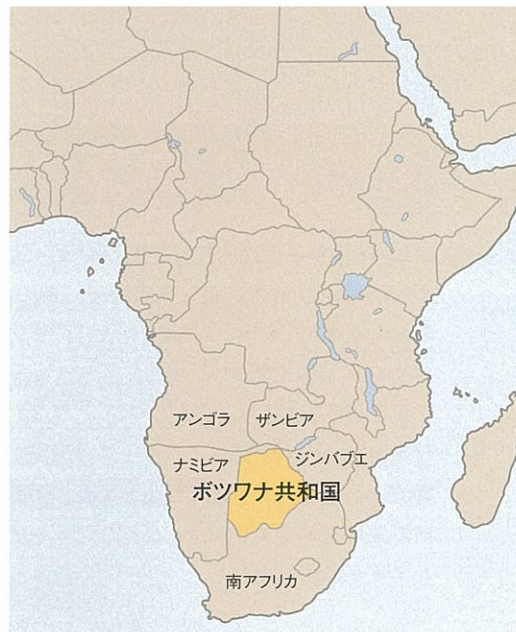 アンゴラ
ザンビア
ナミビア
ジンバブエ
ボツワナ共和国
南アフリカ